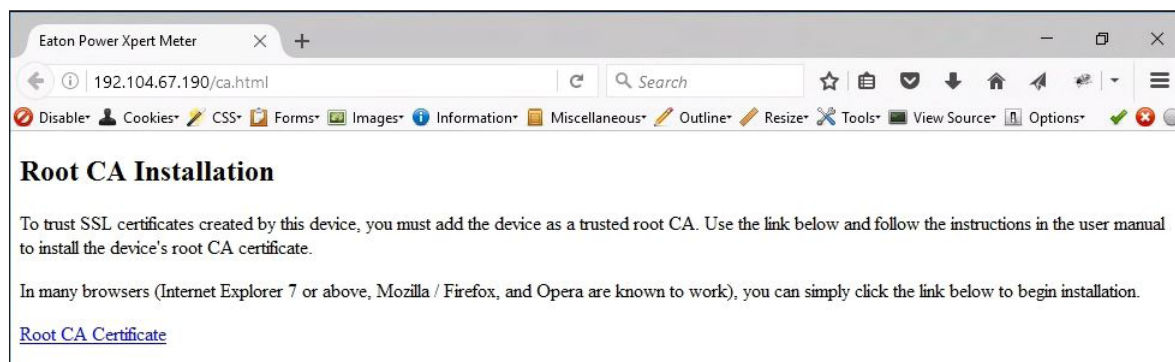 Eaton Power Xpert Meter
192.104.67.190/ca.html
Search
Disable Cookies CSS Forms Images Information Miscellaneous Outline Resize Tools View Source Options
Root CA Installation
To trust SSL certificates created by this device, you must add the device as a trusted root CA. Use the link below and follow the instructions in the user manual
to install the device's root CA certificate.
In many browsers (Internet Explorer 7 or above, Mozilla / Firefox, and Opera are known to work), you can simply click the link below to begin installation.
Root CA Certificate